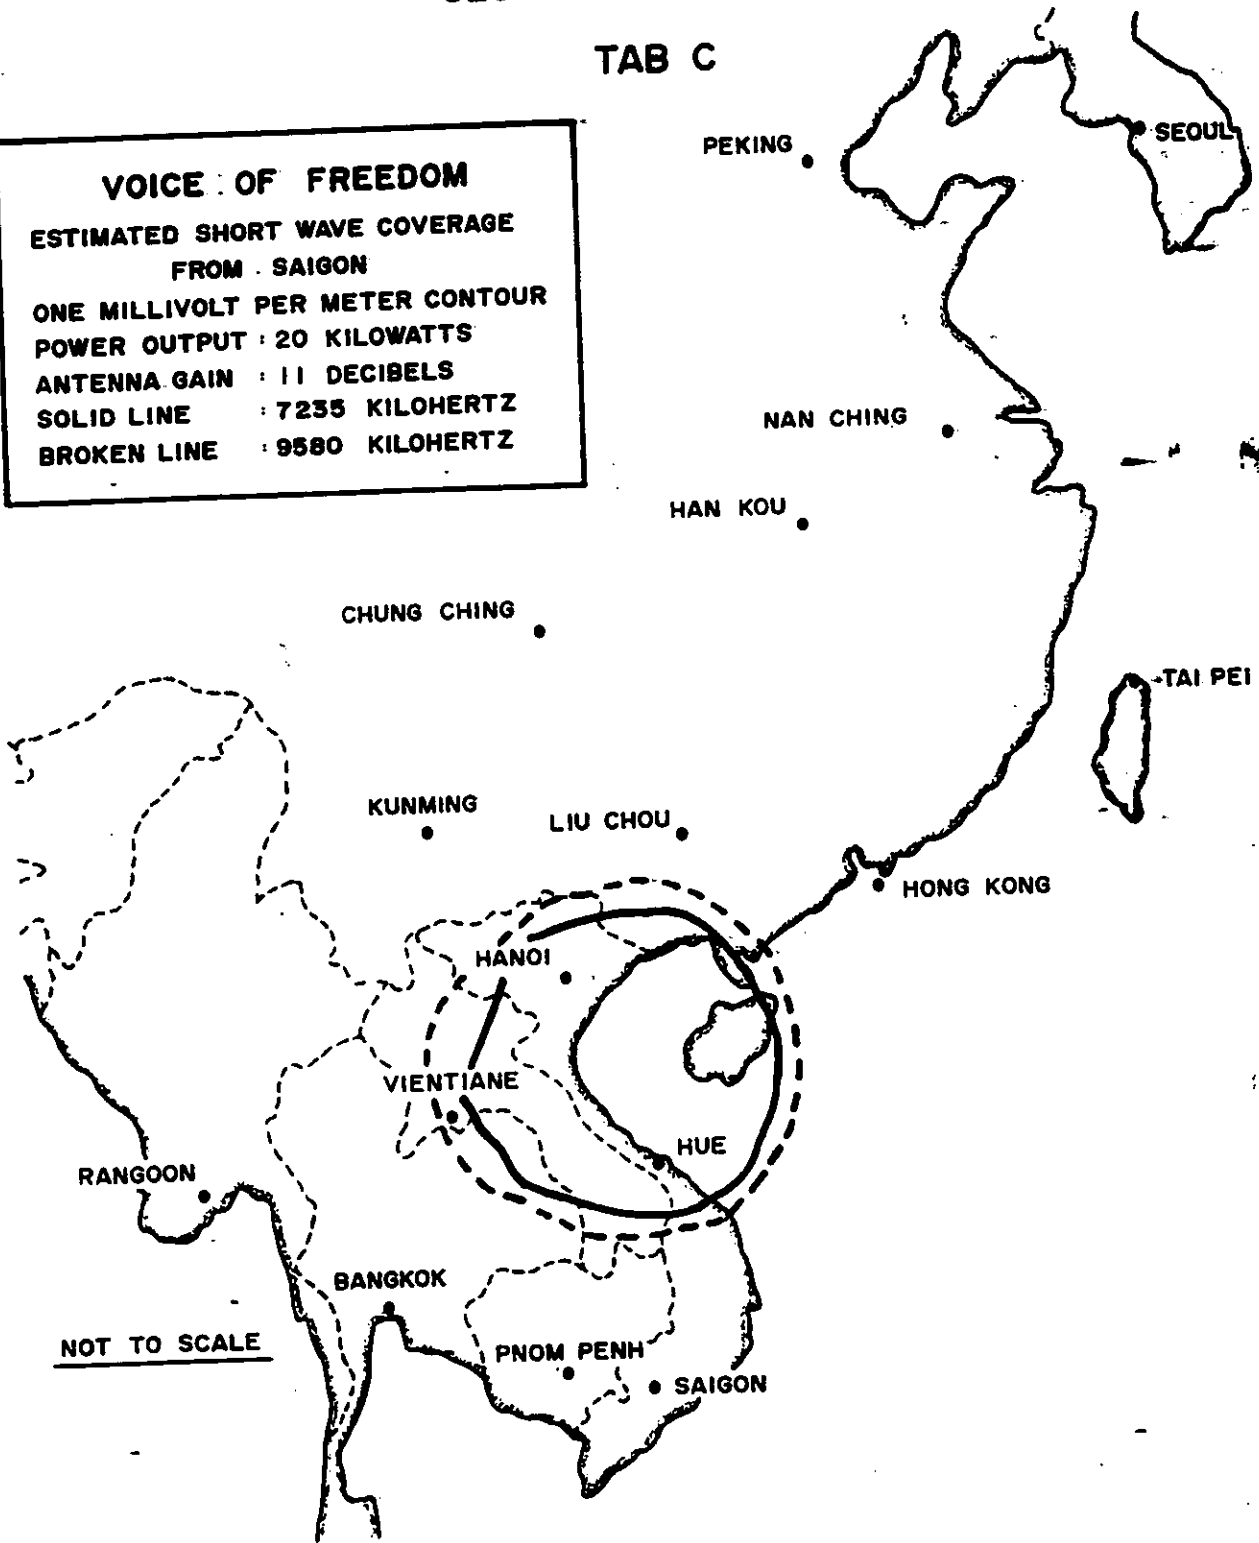 TAB C
VOICE OF FREEDOM
ESTIMATED SHORT WAVE COVERAGE
FROM SAIGON
ONE MILLIVOLT PER METER CONTOUR
POWER OUTPUT : 20 KILOWATTS
ANTENNA GAIN : 11 DECIBELS
SOLID LINE : 7235 KILOHERTZ
BROKEN LINE : 9580 KILOHERTZ
PEKING
SEOUL
NAN CHING
HAN KOU
CHUNG CHING
TAI PEI
KUNMING
LIU CHOU
HONG KONG
HANOI
VIENTIANE
HUE
RANGOON
BANGKOK
NOT TO SCALE
PNOM PENH
SAIGON